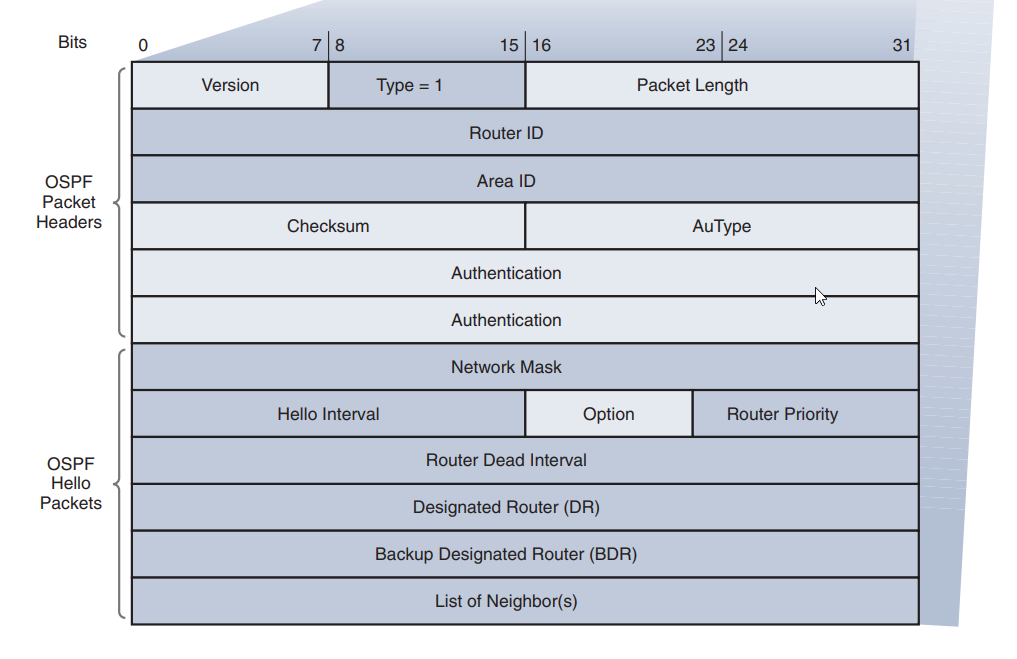 Bits 0 7 8 15 16 23 24 31
Version Type = 1 Packet Length
Router ID
Area ID
OSPF
Packet
Headers
Checksum AuType
Authentication
Authentication
Network Mask
Hello Interval Option Router Priority
Router Dead Interval
OSPF
Hello
Packets
Designated Router (DR)
Backup Designated Router (BDR)
List of Neighbor(s)